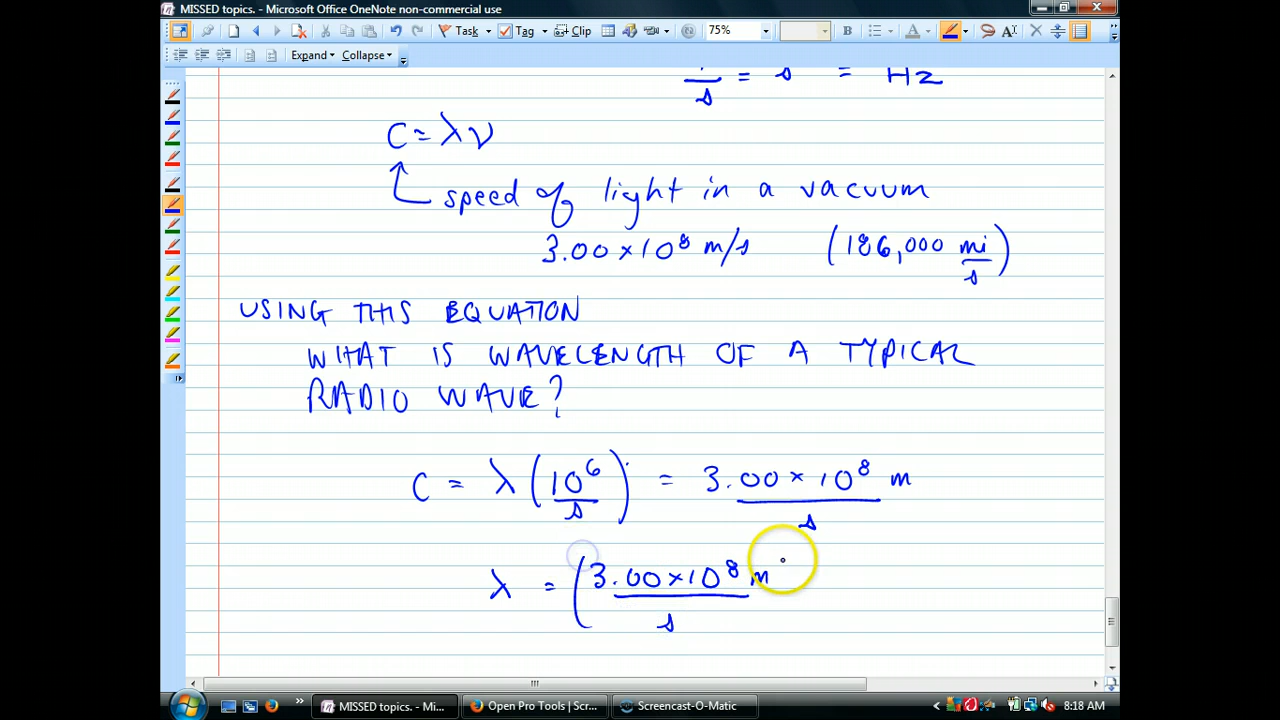 MISSED topics. - Microsoft Office OneNote non-commercial use
Task Tag Clip 75% B A
Expand Collapse
/s = s = Hz
C = λν
speed of light in a vacuum
3.00×10⁸ m/s (186,000 mi/s)
USING THIS EQUATION
WHAT IS WAVELENGTH OF A TYPICAL
RADIO WAVE?
C = λ (10⁶/s) = 3.00×10⁸ m/s
λ = (3.00×10⁸ m/s
MISSED topics. - Mi... Open Pro Tools | Scr... Screencast-O-Matic 8:18 AM